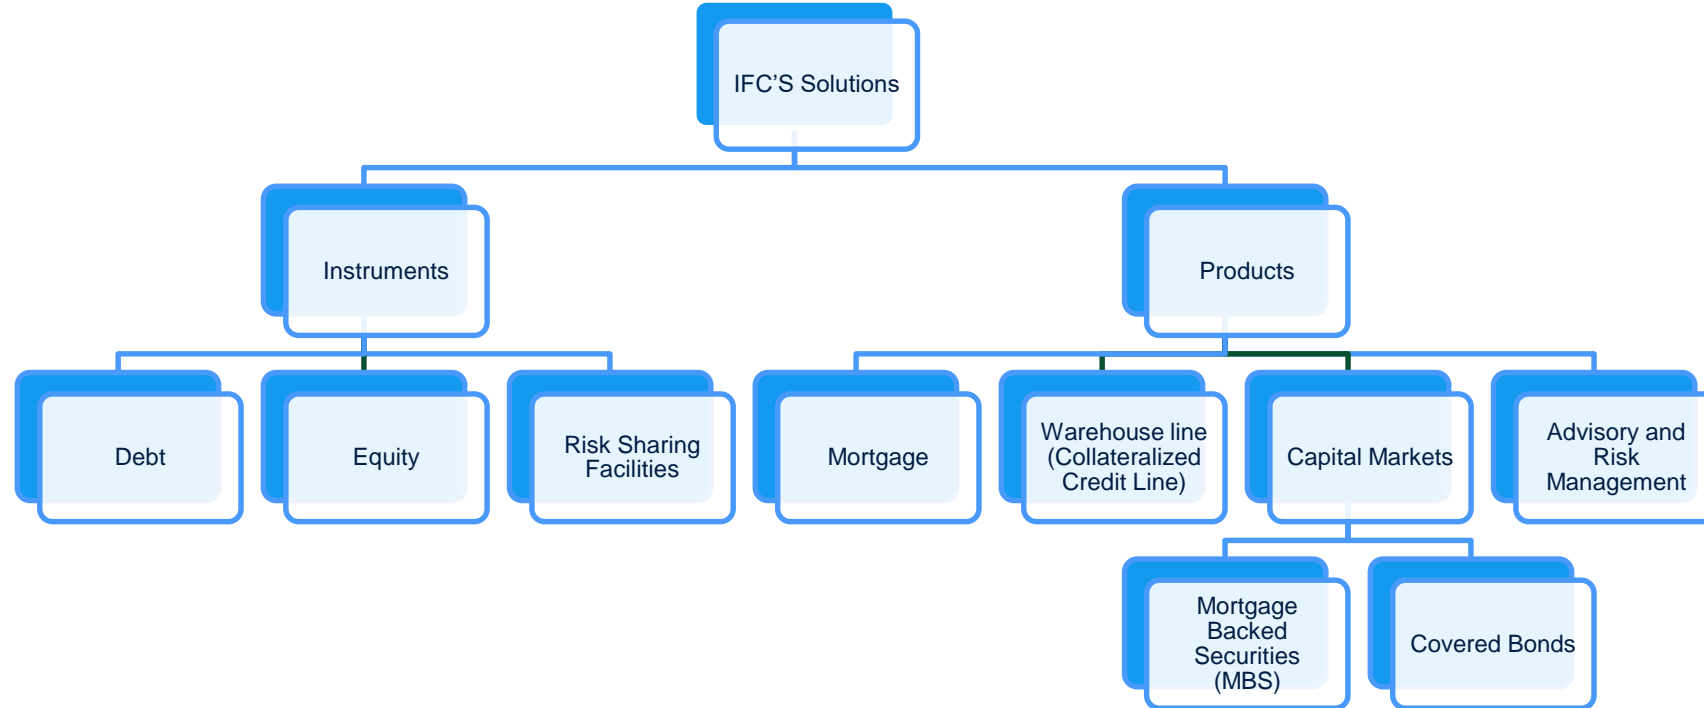 IFC'S Solutions
Instruments
Products
Debt
Equity
Risk Sharing
Facilities
Mortgage
Warehouse line
(Collateralized
Credit Line)
Capital Markets
Advisory and
Risk
Management
Mortgage
Backed
Securities
(MBS)
Covered Bonds